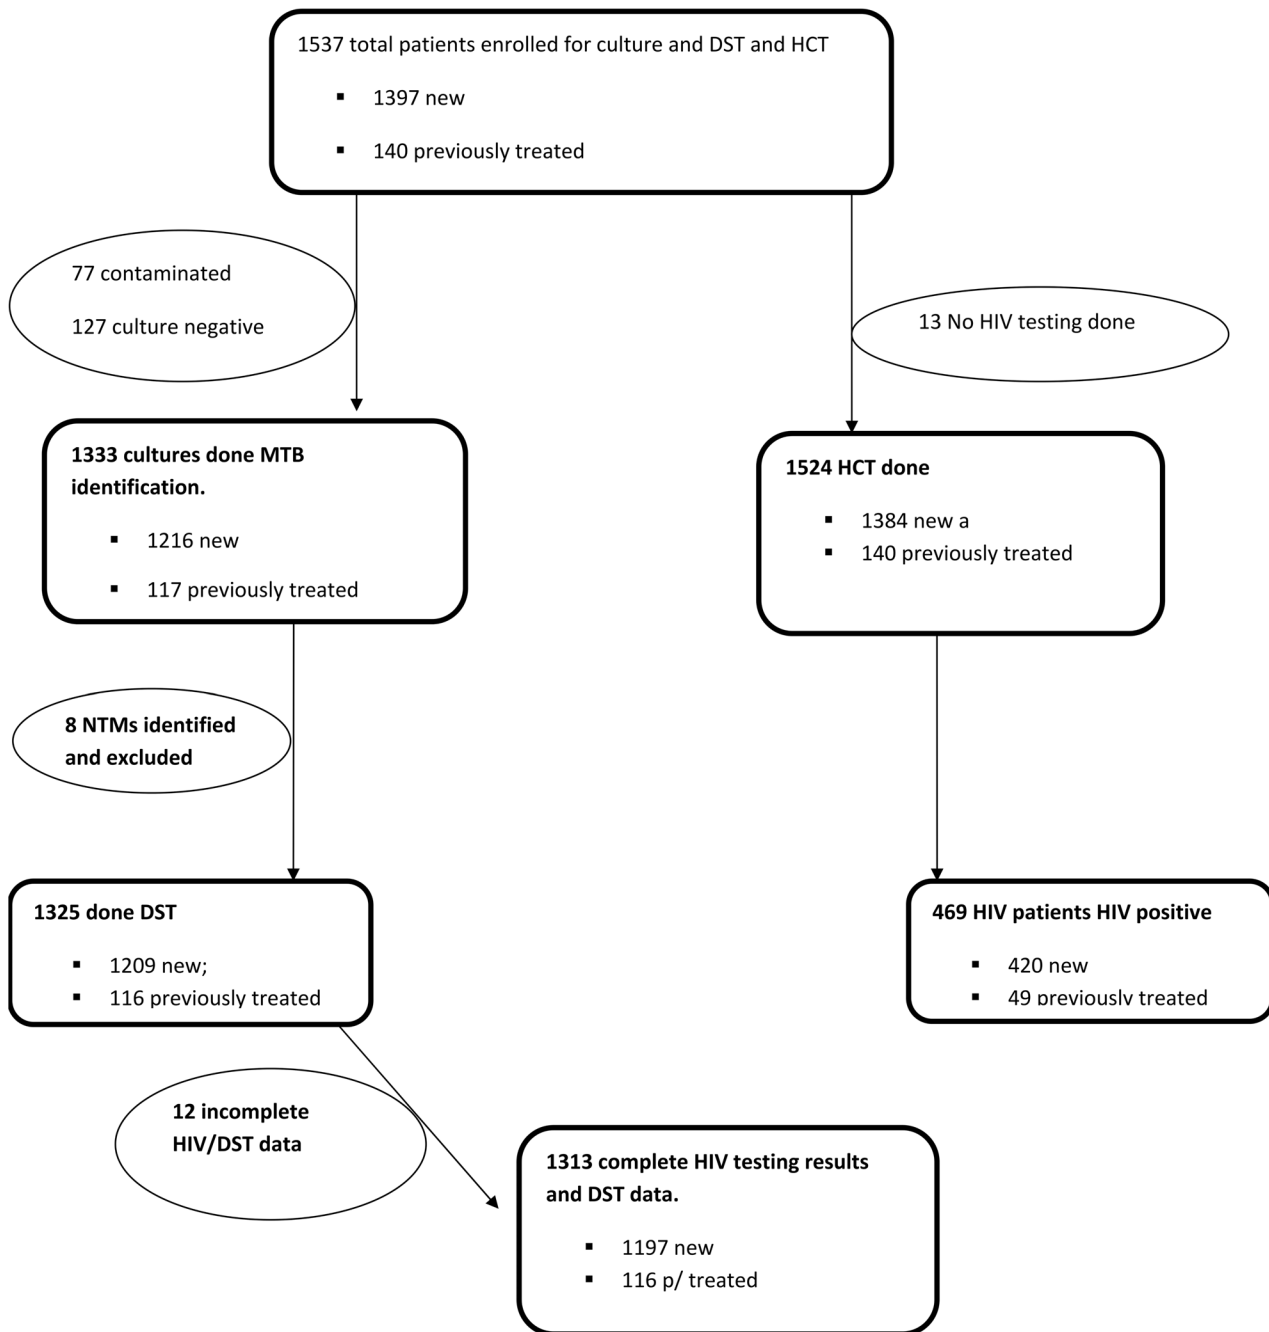 1537 total patients enrolled for culture and DST and HCT
▪ 1397 new
▪ 140 previously treated
77 contaminated
127 culture negative
13 No HIV testing done
1333 cultures done MTB
identification.
▪ 1216 new
▪ 117 previously treated
1524 HCT done
▪ 1384 new a
▪ 140 previously treated
8 NTMs identified
and excluded
1325 done DST
▪ 1209 new;
▪ 116 previously treated
469 HIV patients HIV positive
▪ 420 new
▪ 49 previously treated
12 incomplete
HIV/DST data
1313 complete HIV testing results
and DST data.
▪ 1197 new
▪ 116 p/ treated